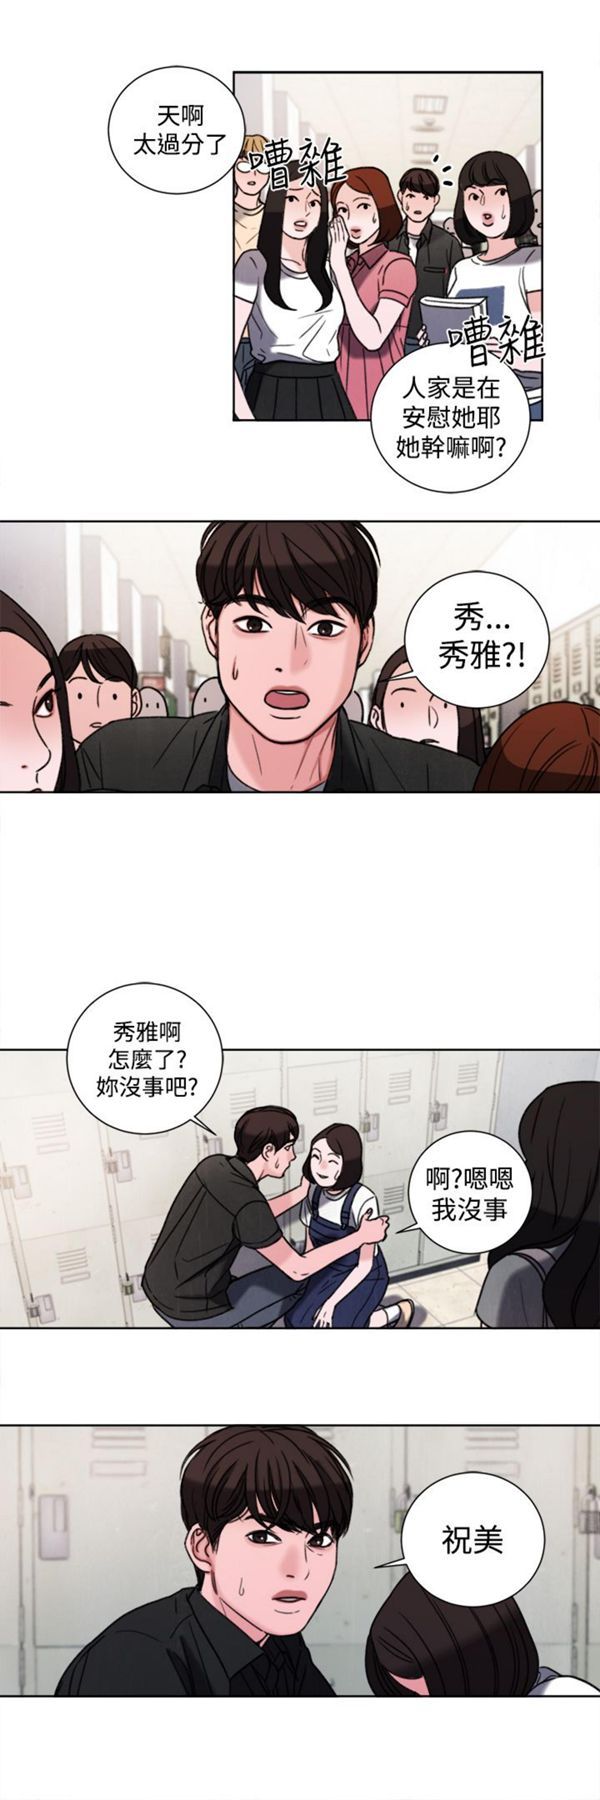 天啊
太過分了
嘈雜
嘈雜
人家是在
安慰她耶
她幹嘛啊?
秀...
秀雅?!
秀雅啊
怎麼了?
妳沒事吧?
啊?嗯嗯
我沒事
祝美